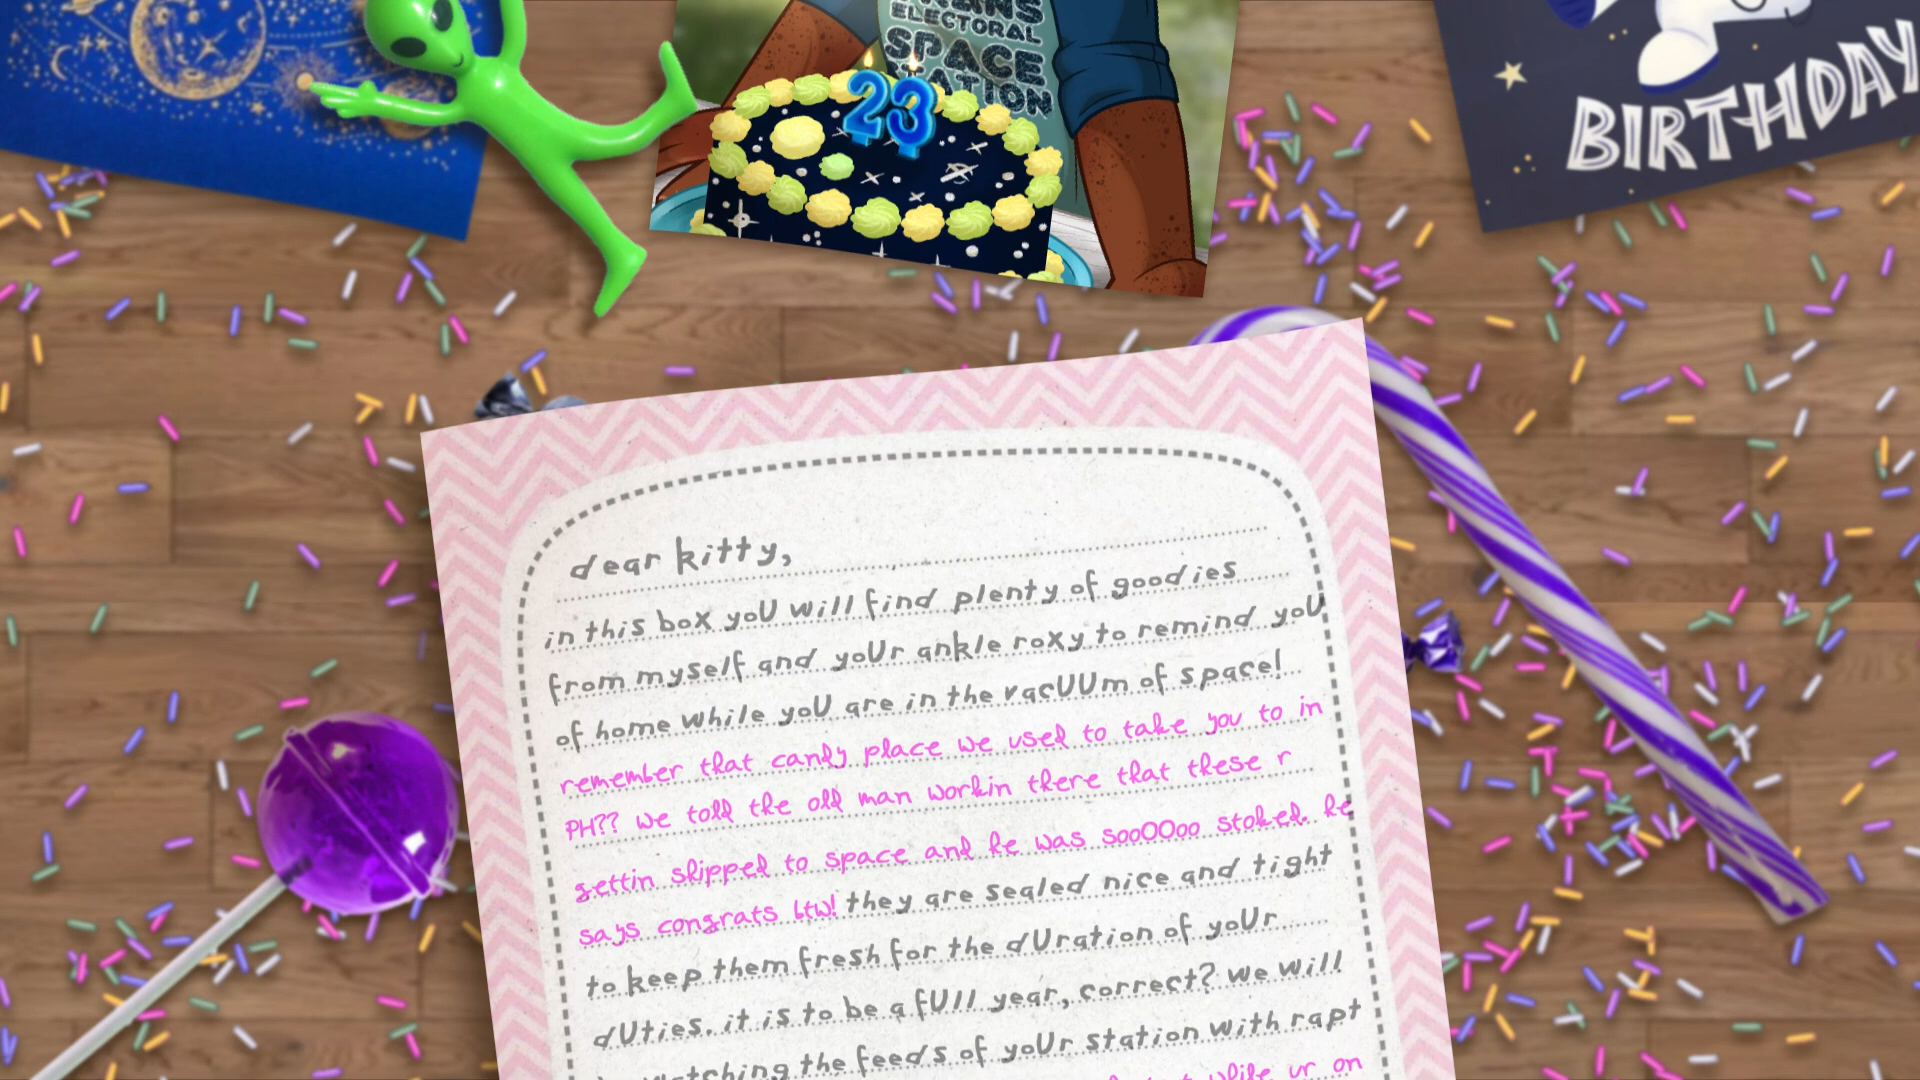 TRANS
ELECTORAL
SPACE
STATION
23
BIRTHDAY
dear kitty,
in this box yoU will find plenty of goodies
from myself and yoUr ankle roxy to remind yoU
of home while yoU are in the vacUUm of space!
remember that candy place we used to take you to in
PH?? we told the old man workin there that these r
gettin shipped to space and he was sooOOoo stoked. he
says congrats btw! they are sealed nice and tight
to keep them fresh for the dUration of yoUr
dUties. it is to be a fUll year, correct? we will
be watching the feeds of yoUr station with rapt
while ur on